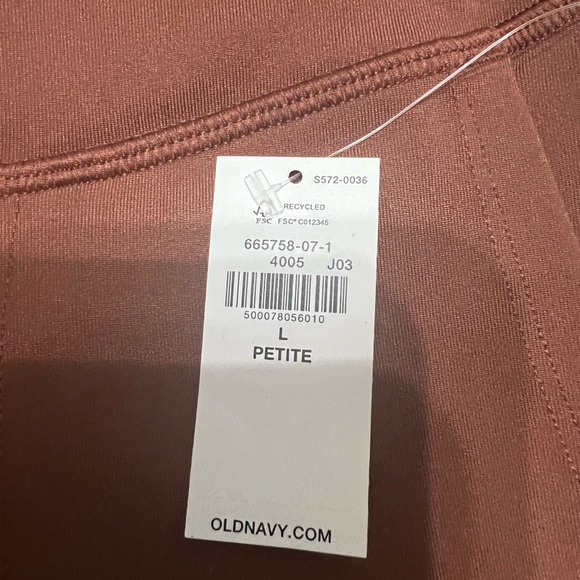 S572-0036
RECYCLED
FSC FSC® C012345
665758-07-1
4005 J03
500078056010
L
PETITE
OLDNAVY.COM